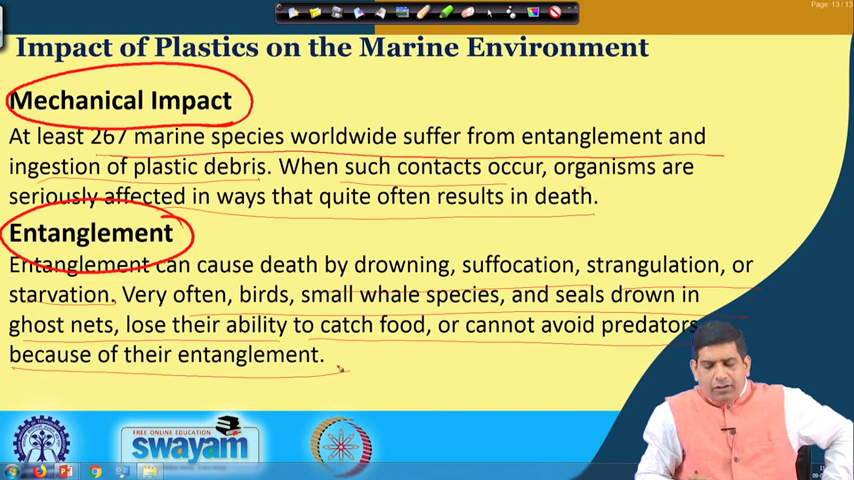 Page: 13 / 13
Impact of Plastics on the Marine Environment
Mechanical Impact
At least 267 marine species worldwide suffer from entanglement and
ingestion of plastic debris. When such contacts occur, organisms are
seriously affected in ways that quite often results in death.
Entanglement
Entanglement can cause death by drowning, suffocation, strangulation, or
starvation. Very often, birds, small whale species, and seals drown in
ghost nets, lose their ability to catch food, or cannot avoid predators
because of their entanglement.
FREE ONLINE EDUCATION
swayam